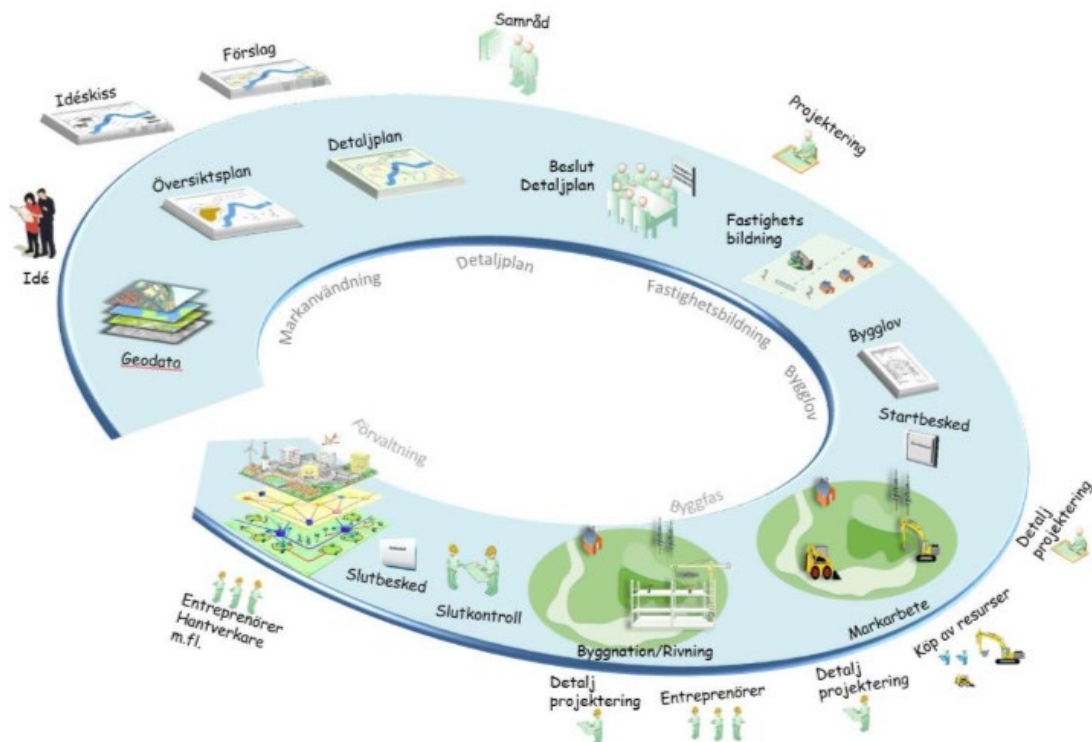 Samråd
Förslag
Idéskiss
Projektering
Detaljplan
Översiktsplan
Beslut
Detaljplan
Fastighets
bildning
Idé
Geodata
Markanvändning
Detaljplan
Fastighetsbildning
Bygglov
Bygglov
Startbesked
Förvaltning
Byggfas
Detalj
projektering
Slutbesked
Slutkontroll
Byggnation/Rivning
Markarbete
Köp av resurser
Entreprenörer
Hantverkare
m.fl.
Detalj
projektering
Entreprenörer
Detalj
projektering